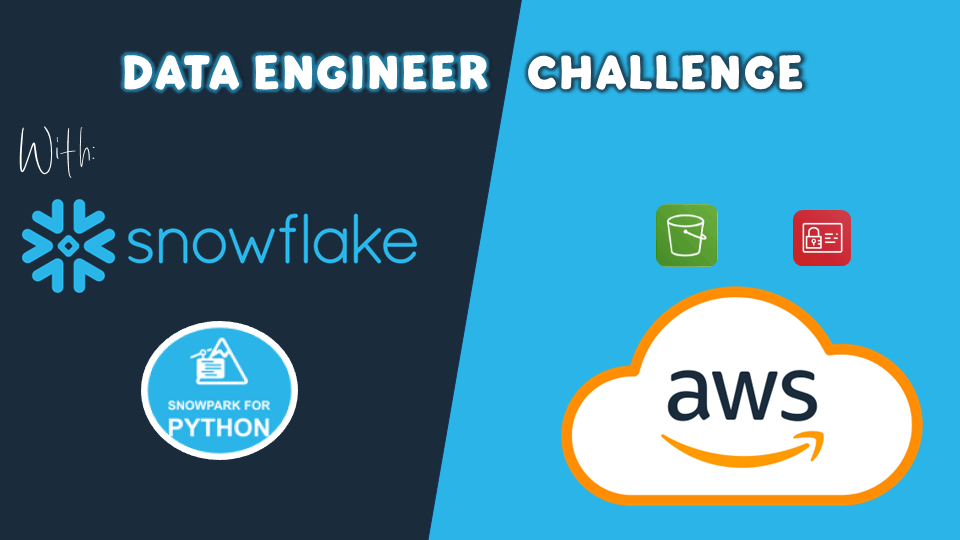 DATA ENGINEER CHALLENGE
With:
snowflake
SNOWPARK FOR
PYTHON
aws